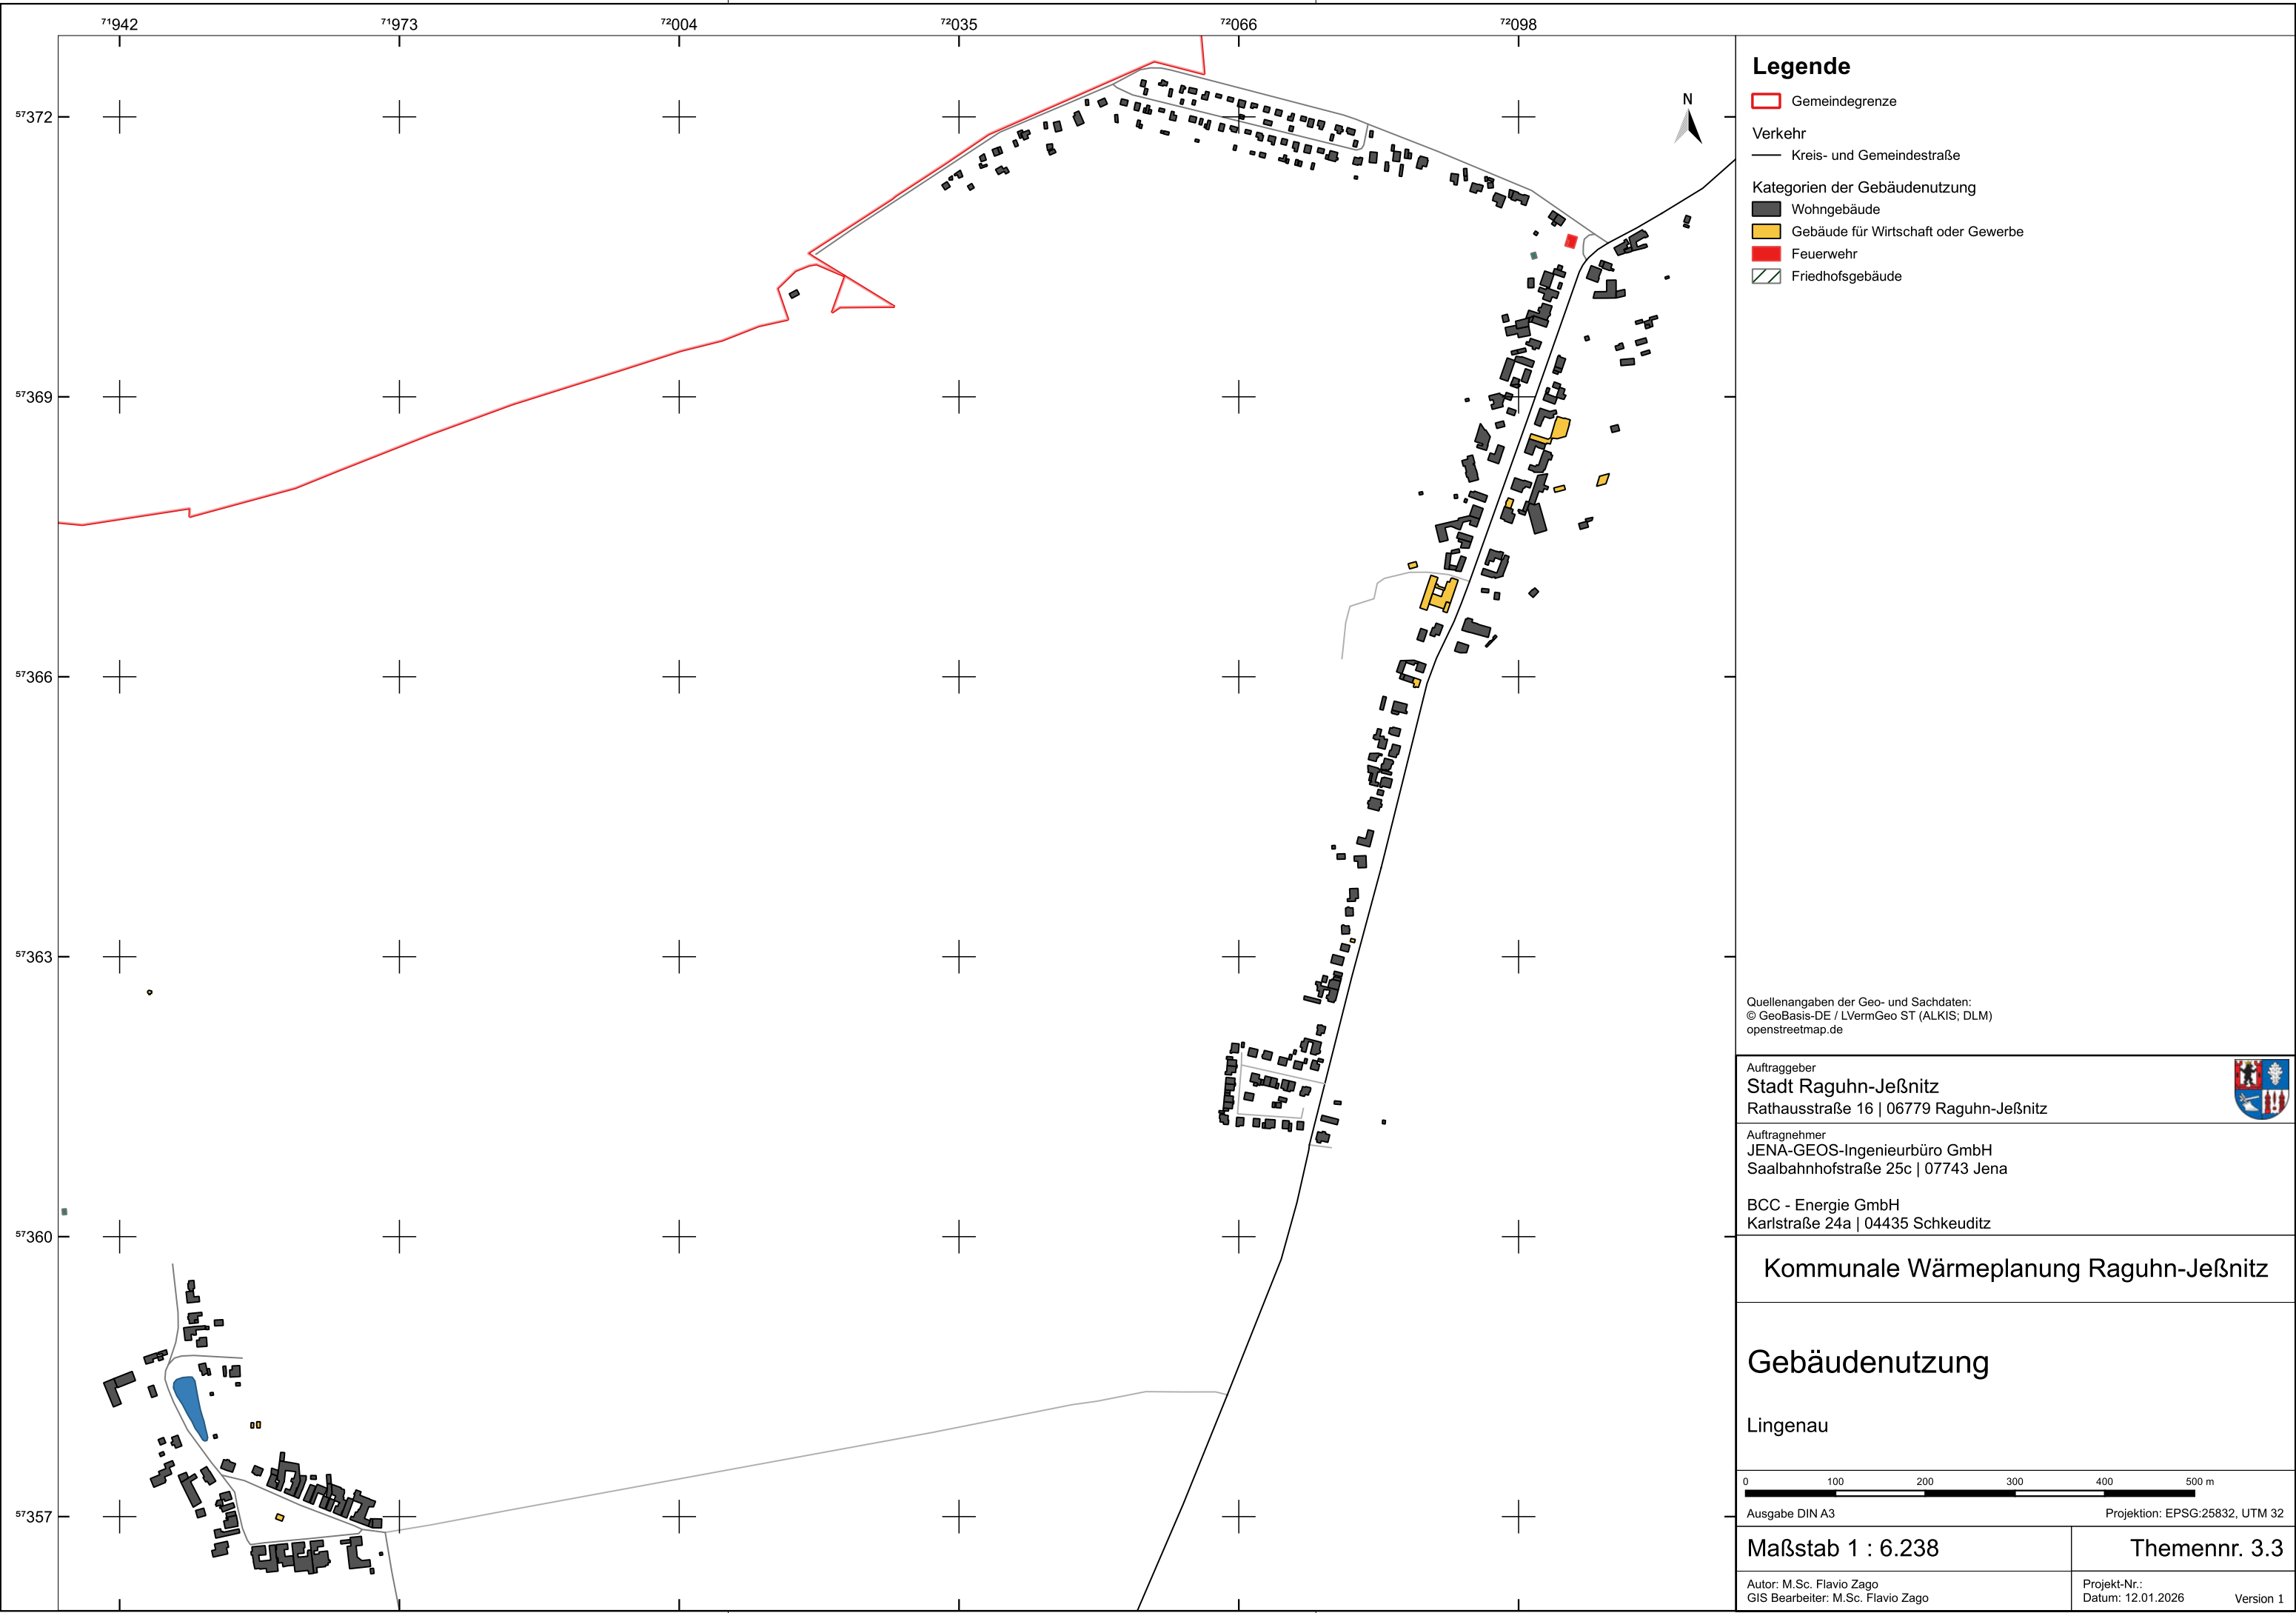 71942
71973
72004
72035
72066
72098
57372
57369
57366
57363
57360
57357
N
Legende
Gemeindegrenze
Verkehr
Kreis- und Gemeindestraße
Kategorien der Gebäudenutzung
Wohngebäude
Gebäude für Wirtschaft oder Gewerbe
Feuerwehr
Friedhofsgebäude
Quellenangaben der Geo- und Sachdaten:
© GeoBasis-DE / LVermGeo ST (ALKIS; DLM)
openstreetmap.de
Auftraggeber
Stadt Raguhn-Jeßnitz
Rathausstraße 16 | 06779 Raguhn-Jeßnitz
Auftragnehmer
JENA-GEOS-Ingenieurbüro GmbH
Saalbahnhofstraße 25c | 07743 Jena
BCC - Energie GmbH
Karlstraße 24a | 04435 Schkeuditz
Kommunale Wärmeplanung Raguhn-Jeßnitz
Gebäudenutzung
Lingenau
0 100 200 300 400 500 m
Ausgabe DIN A3 Projektion: EPSG:25832, UTM 32
Maßstab 1 : 6.238 Themennr. 3.3
Autor: M.Sc. Flavio Zago Projekt-Nr.:
GIS Bearbeiter: M.Sc. Flavio Zago Datum: 12.01.2026 Version 1